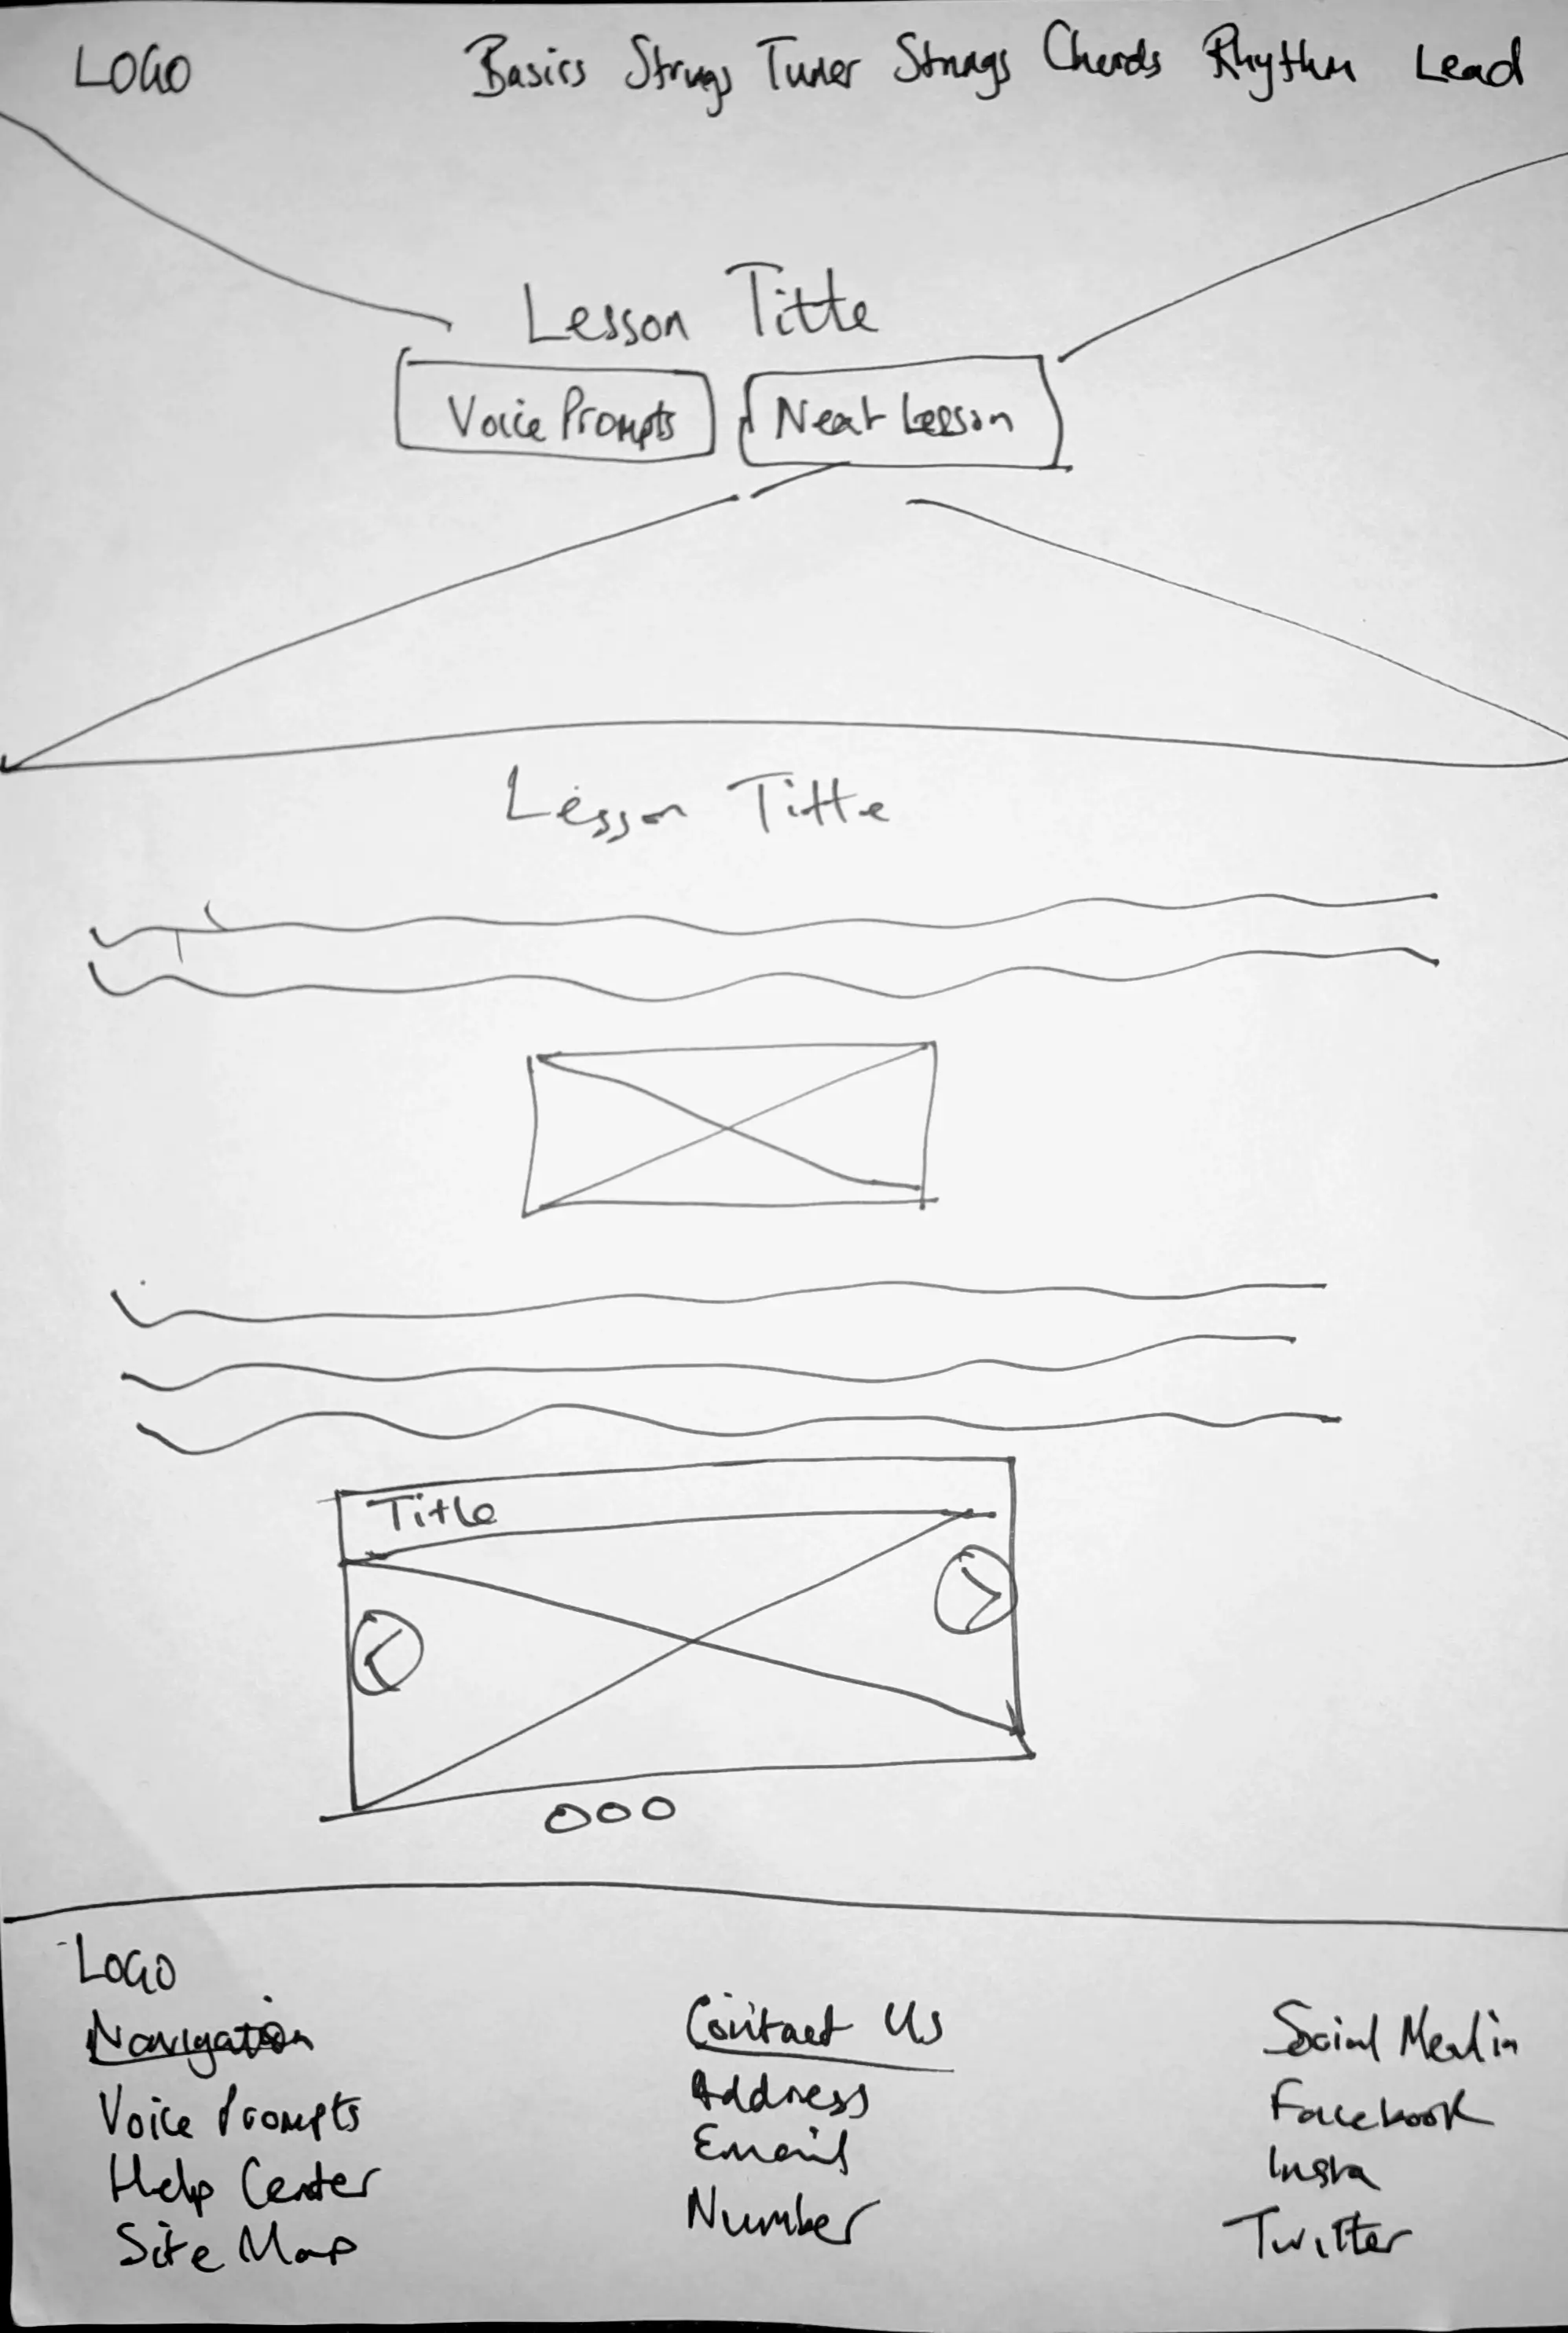 LOGO Basics Strings Tuner Strings Chords Rhythm Lead
Lesson Title
Voice Prompts Next Lesson
Lesson Title
Title
LOGO
Navigation Contact Us Social Media
Voice Prompts Address Facebook
Help Center Email Insta
Site Map Number Twitter